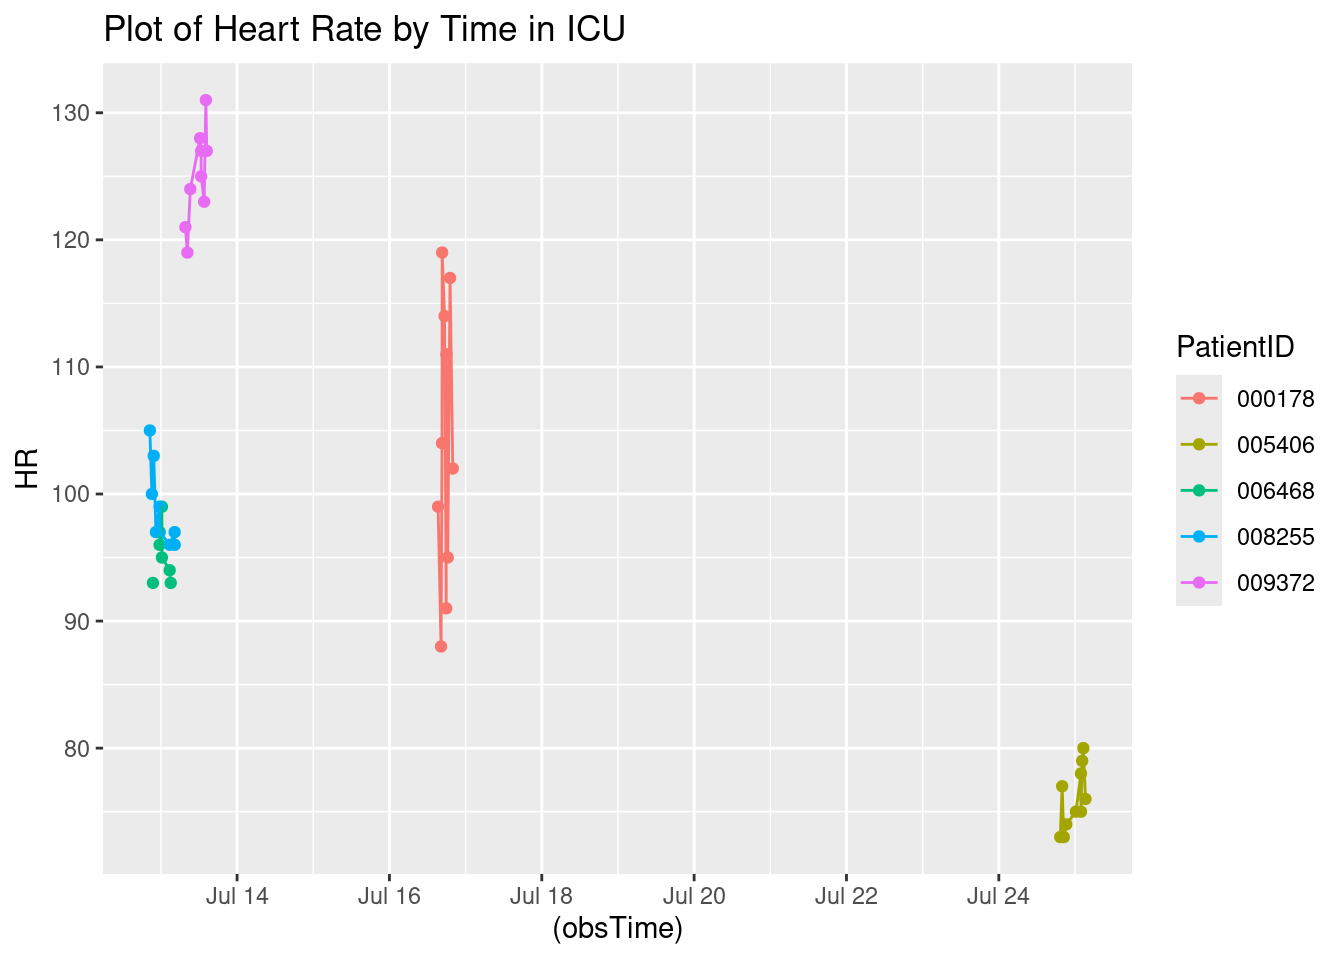 Plot of Heart Rate by Time in ICU
130
120
110
100
90
80
HR
Jul 14 Jul 16 Jul 18 Jul 20 Jul 22 Jul 24
(obsTime)
PatientID
000178
005406
006468
008255
009372